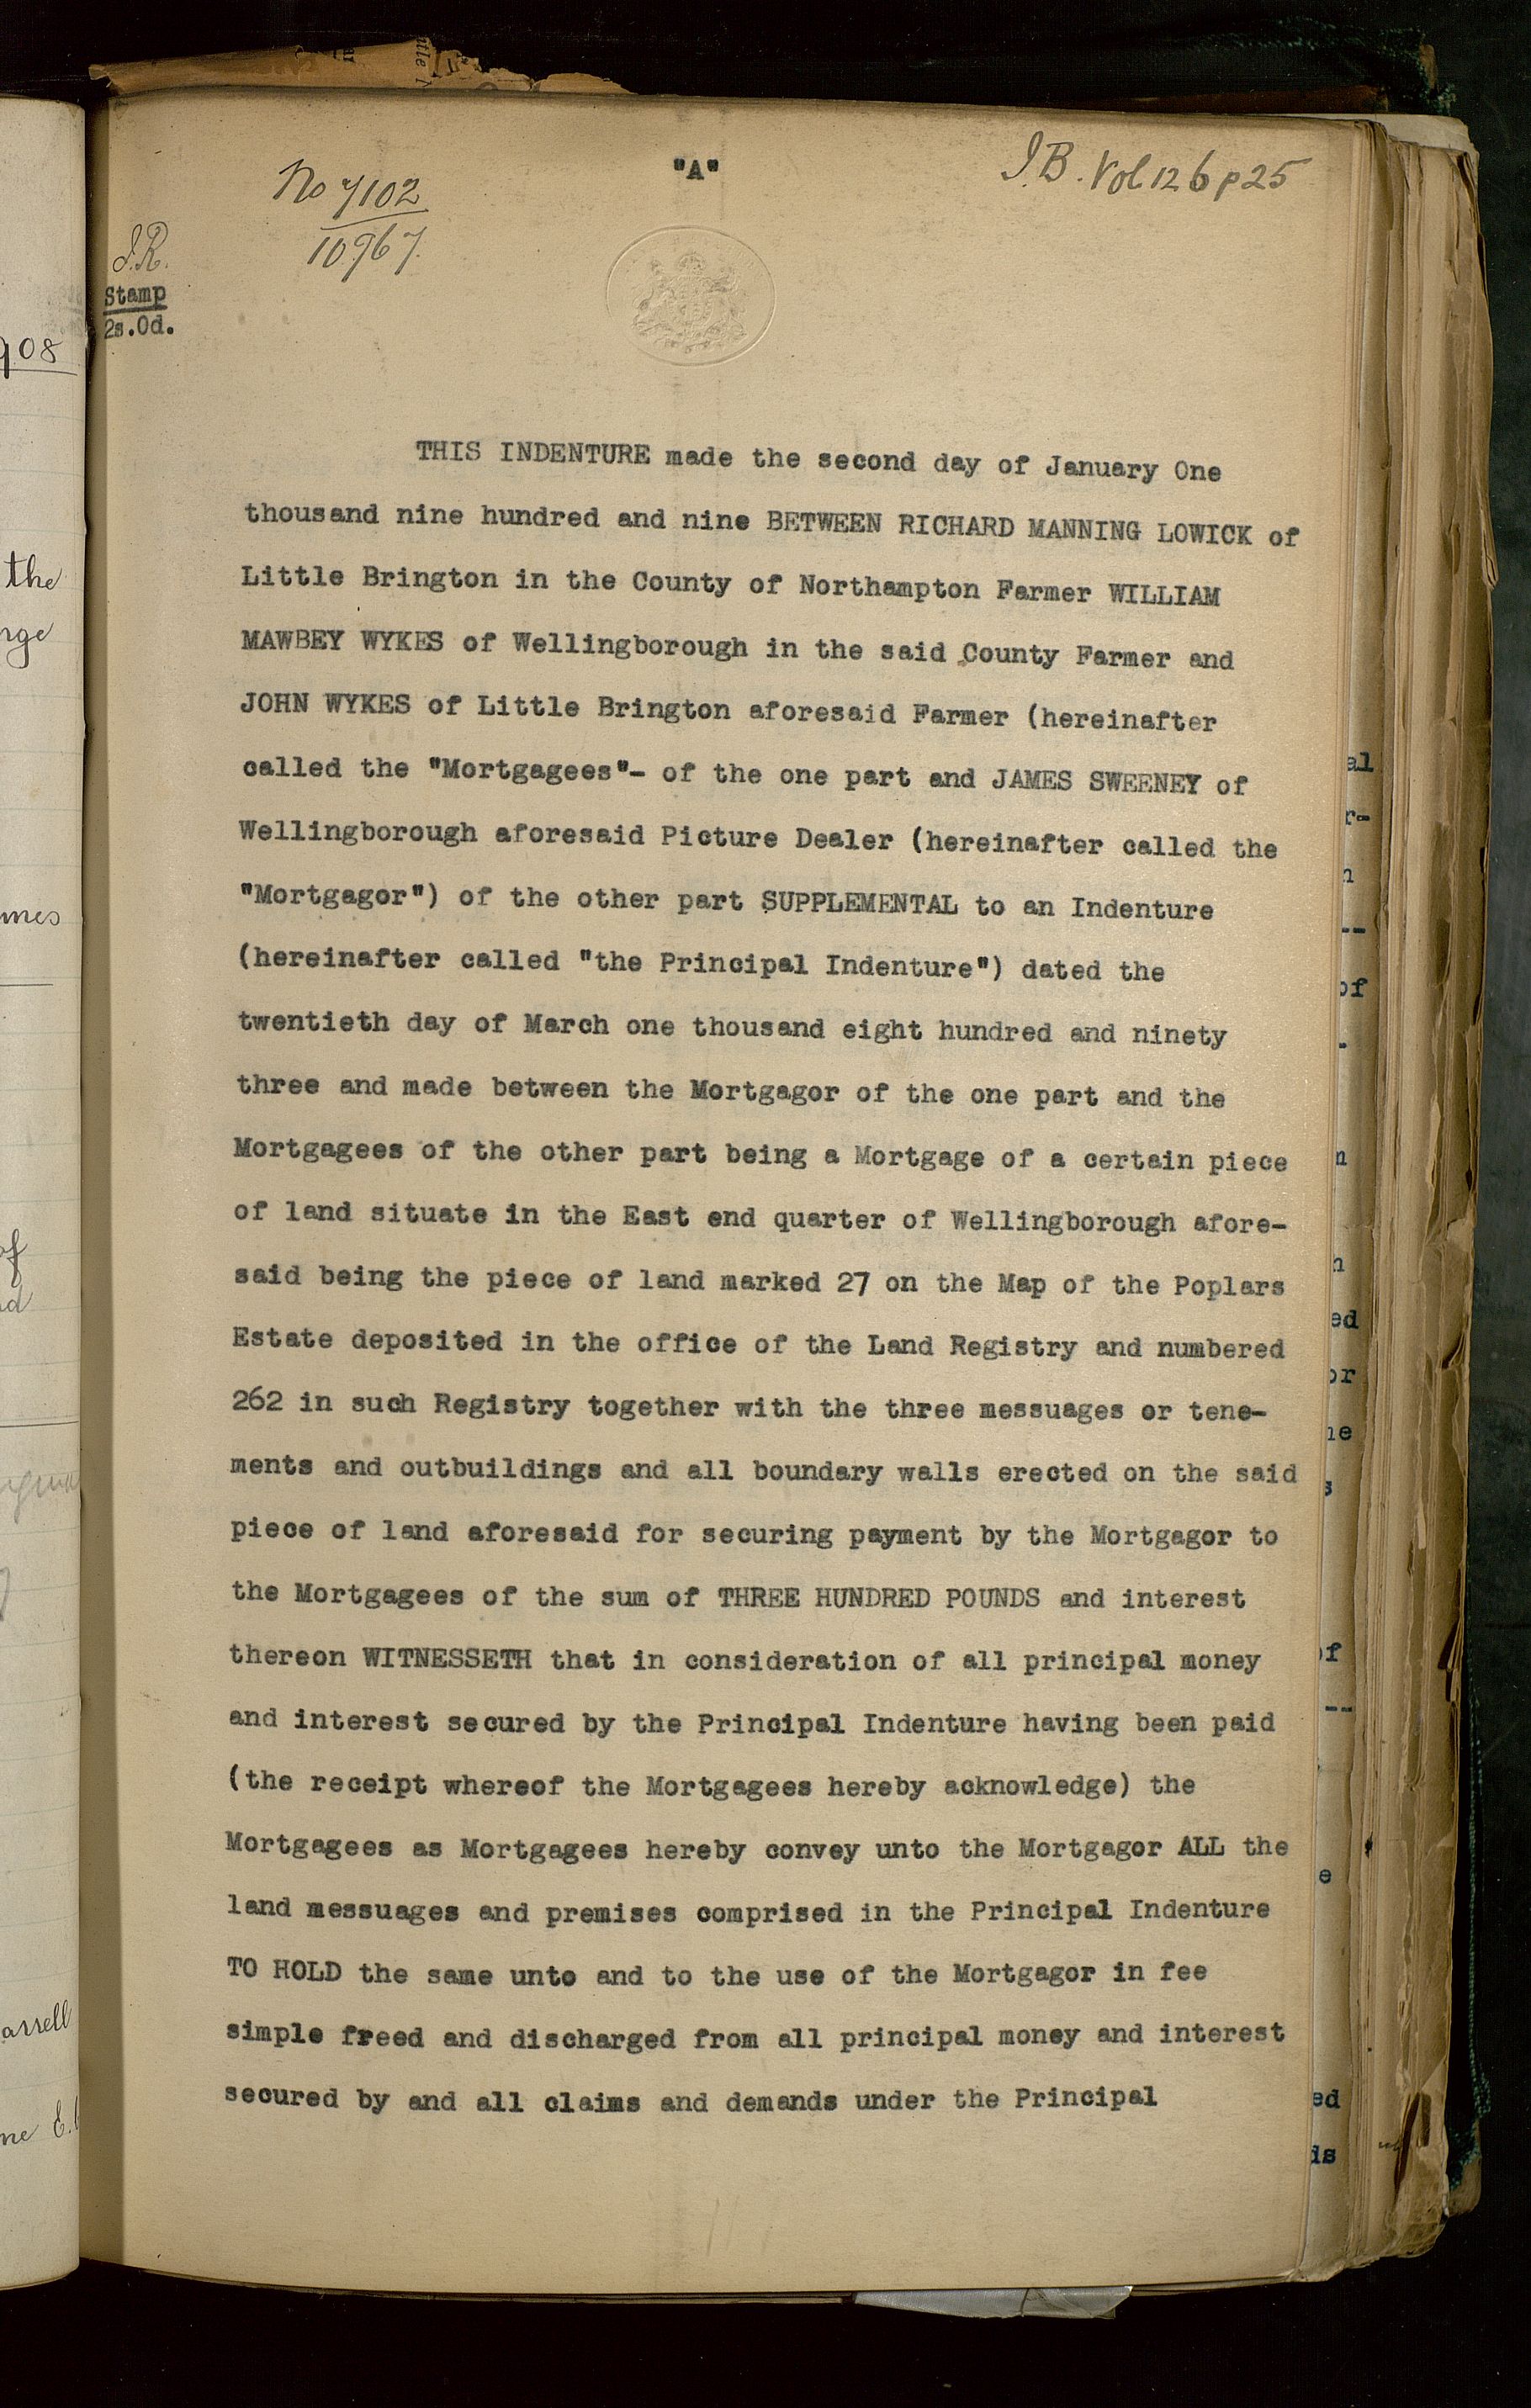 No 7102
10967.
"A"
I.B. Vol 126 p 25
I.R.
Stamp
2s.0d.
THIS INDENTURE made the second day of January One
thousand nine hundred and nine BETWEEN RICHARD MANNING LOWICK of
Little Brington in the County of Northampton Farmer WILLIAM
MAWBEY WYKES of Wellingborough in the said County Farmer and
JOHN WYKES of Little Brington aforesaid Farmer (hereinafter
called the "Mortgagees"- of the one part and JAMES SWEENEY of
Wellingborough aforesaid Picture Dealer (hereinafter called the
"Mortgagor") of the other part SUPPLEMENTAL to an Indenture
(hereinafter called "the Principal Indenture") dated the
twentieth day of March one thousand eight hundred and ninety
three and made between the Mortgagor of the one part and the
Mortgagees of the other part being a Mortgage of a certain piece
of land situate in the East end quarter of Wellingborough afore-
said being the piece of land marked 27 on the Map of the Poplars
Estate deposited in the office of the Land Registry and numbered
262 in such Registry together with the three messuages or tene-
ments and outbuildings and all boundary walls erected on the said
piece of land aforesaid for securing payment by the Mortgagor to
the Mortgagees of the sum of THREE HUNDRED POUNDS and interest
thereon WITNESSETH that in consideration of all principal money
and interest secured by the Principal Indenture having been paid
(the receipt whereof the Mortgagees hereby acknowledge) the
Mortgagees as Mortgagees hereby convey unto the Mortgagor ALL the
land messuages and premises comprised in the Principal Indenture
TO HOLD the same unto and to the use of the Mortgagor in fee
simple freed and discharged from all principal money and interest
secured by and all claims and demands under the Principal